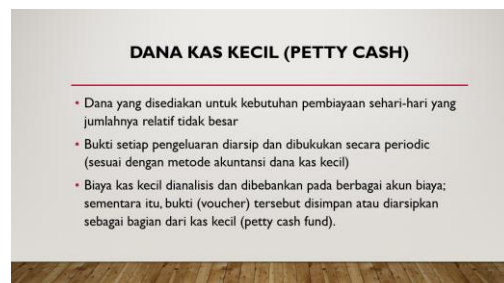 DANA KAS KECIL (PETTY CASH)
• Dana yang disediakan untuk kebutuhan pembiayaan sehari-hari yang
jumlahnya relatif tidak besar
• Bukti setiap pengeluaran diarsip dan dibukukan secara periodic
(sesuai dengan metode akuntansi dana kas kecil)
• Biaya kas kecil dianalisis dan dibebankan pada berbagai akun biaya;
sementara itu, bukti (voucher) tersebut disimpan atau diarsipkan
sebagai bagian dari kas kecil (petty cash fund).